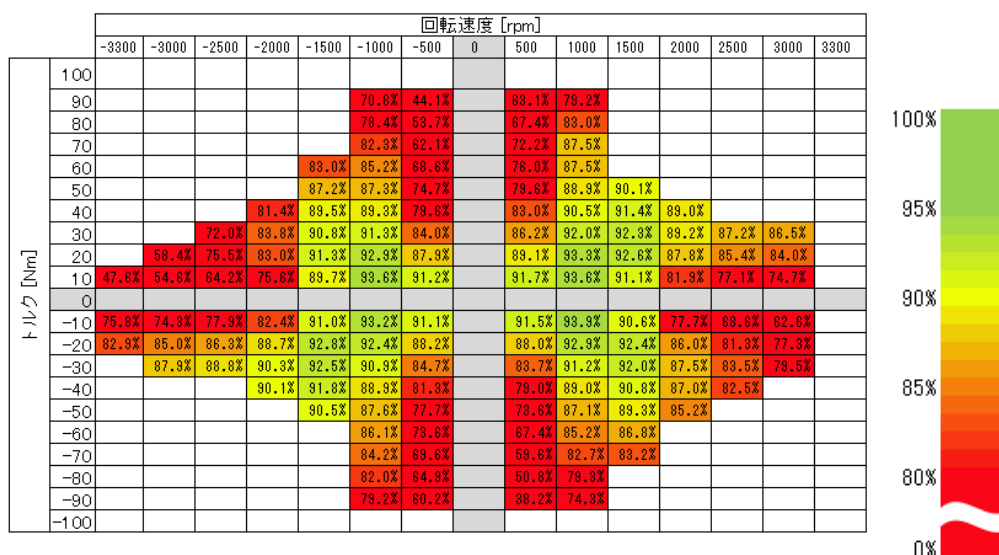 回転速度 [rpm]
-3300 -3000 -2500 -2000 -1500 -1000 -500 0 500 1000 1500 2000 2500 3000 3300
トルク [Nm]
100
90 70.8% 44.1% 63.1% 79.2%
80 78.4% 53.7% 67.4% 83.0%
70 82.3% 62.1% 72.2% 87.5%
60 83.0% 85.2% 68.6% 76.0% 87.5%
50 87.2% 87.3% 74.7% 79.6% 88.9% 90.1%
40 81.4% 89.5% 89.3% 79.6% 83.0% 90.5% 91.4% 89.0%
30 72.0% 83.8% 90.8% 91.3% 84.0% 86.2% 92.0% 92.3% 89.2% 87.2% 86.5%
20 58.4% 75.5% 83.0% 91.3% 92.9% 87.9% 89.1% 93.3% 92.6% 87.8% 85.4% 84.0%
10 47.6% 54.6% 64.2% 75.6% 89.7% 93.6% 91.2% 91.7% 93.6% 91.1% 81.9% 77.1% 74.7%
0
-10 75.8% 74.3% 77.9% 82.4% 91.0% 93.2% 91.1% 91.5% 93.9% 90.6% 77.7% 68.6% 62.6%
-20 82.9% 85.0% 86.3% 88.7% 92.8% 92.4% 88.2% 88.0% 92.9% 92.4% 86.0% 81.3% 77.3%
-30 87.9% 88.8% 90.3% 92.5% 90.9% 84.7% 83.7% 91.2% 92.0% 87.5% 83.5% 79.5%
-40 90.1% 91.8% 88.9% 81.3% 79.0% 89.0% 90.8% 87.0% 82.5%
-50 90.5% 87.6% 77.7% 73.6% 87.1% 89.3% 85.2%
-60 86.1% 73.6% 67.4% 85.2% 86.8%
-70 84.2% 69.6% 59.6% 82.7% 83.2%
-80 82.0% 64.9% 50.8% 79.3%
-90 79.2% 60.2% 38.2% 74.3%
-100
100%
95%
90%
85%
80%
0%